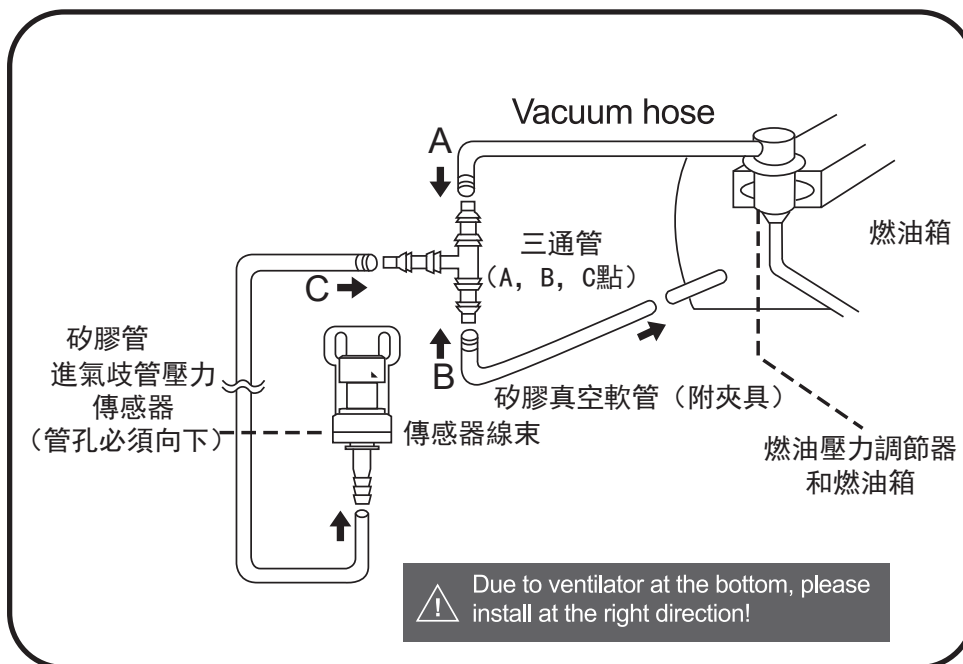 Vacuum hose
A
三通管
（A, B, C點）
燃油箱
C
矽膠管
進氣歧管壓力
傳感器
（管孔必須向下）
B
矽膠真空軟管（附夾具）
傳感器線束
燃油壓力調節器
和燃油箱
Due to ventilator at the bottom, please
install at the right direction!